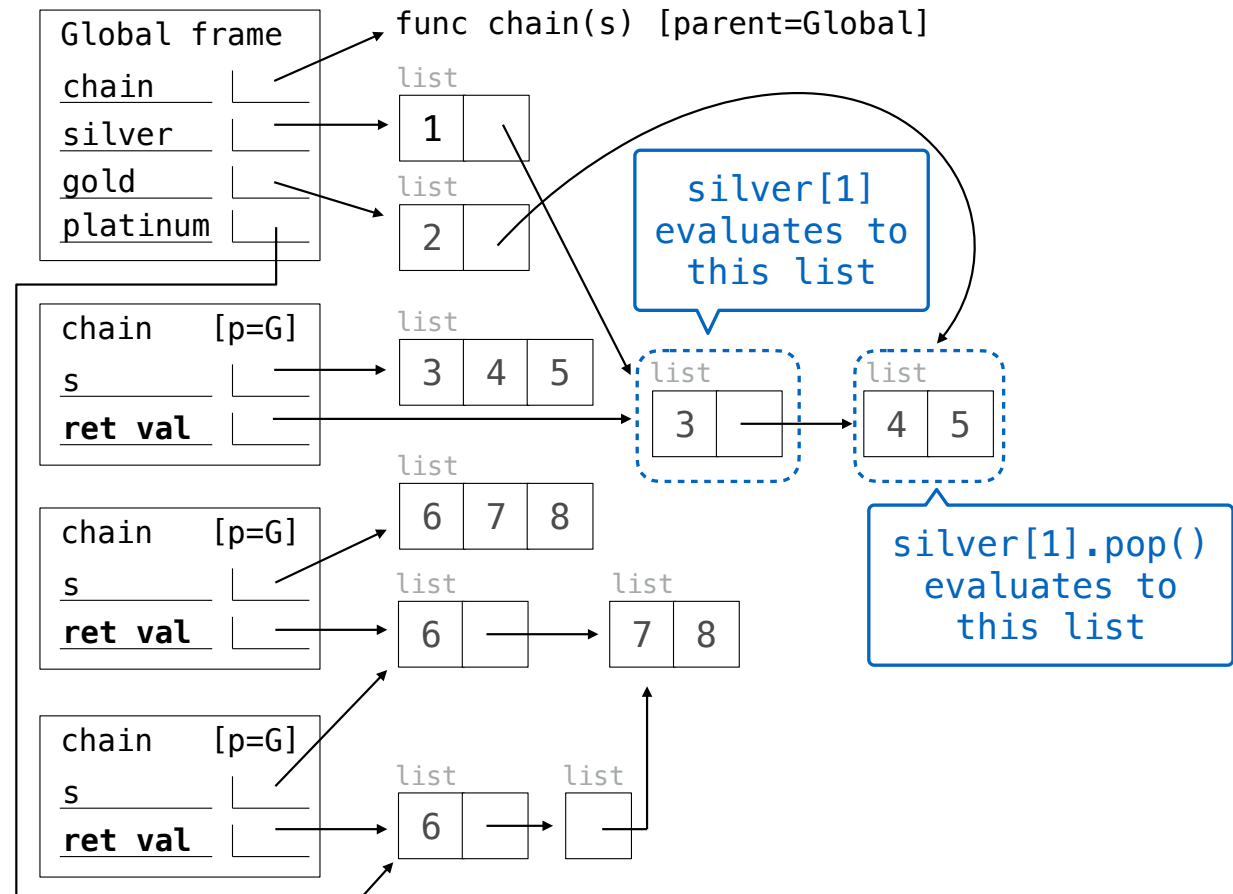 Global frame
chain
silver
gold
platinum
func chain(s) [parent=Global]
list
1
list
2
silver[1]
evaluates to
this list
chain [p=G]
s
ret val
list
3 4 5
list
3
list
4 5
silver[1].pop()
evaluates to
this list
chain [p=G]
s
ret val
list
6 7 8
list
6
list
7 8
chain [p=G]
s
ret val
list
6
list